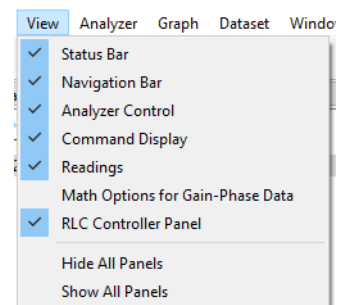 View Analyzer Graph Dataset
Status Bar
Navigation Bar
Analyzer Control
Command Display
Readings
Math Options for Gain-Phase Data
RLC Controller Panel
Hide All Panels
Show All Panels